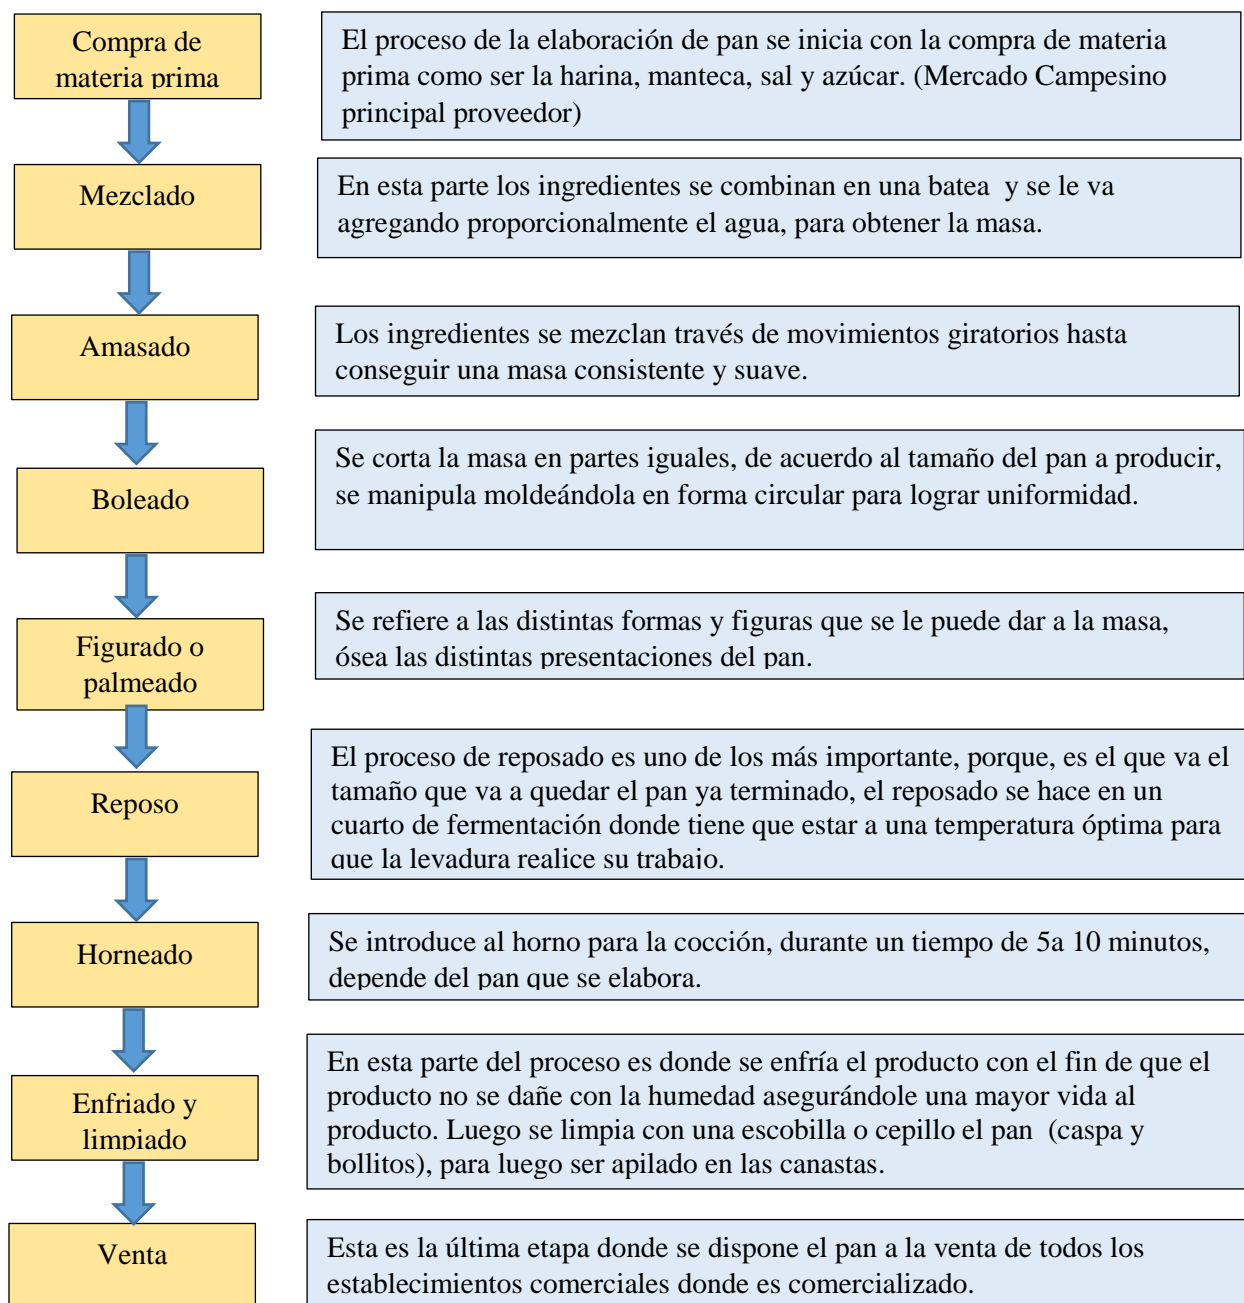 Compra de
materia prima
El proceso de la elaboración de pan se inicia con la compra de materia
prima como ser la harina, manteca, sal y azúcar. (Mercado Campesino
principal proveedor)
Mezclado
En esta parte los ingredientes se combinan en una batea y se le va
agregando proporcionalmente el agua, para obtener la masa.
Amasado
Los ingredientes se mezclan través de movimientos giratorios hasta
conseguir una masa consistente y suave.
Boleado
Se corta la masa en partes iguales, de acuerdo al tamaño del pan a producir,
se manipula moldeándola en forma circular para lograr uniformidad.
Figurado o
palmeado
Se refiere a las distintas formas y figuras que se le puede dar a la masa,
ósea las distintas presentaciones del pan.
Reposo
El proceso de reposado es uno de los más importante, porque, es el que va el
tamaño que va a quedar el pan ya terminado, el reposado se hace en un
cuarto de fermentación donde tiene que estar a una temperatura óptima para
que la levadura realice su trabajo.
Horneado
Se introduce al horno para la cocción, durante un tiempo de 5a 10 minutos,
depende del pan que se elabora.
Enfriado y
limpiado
En esta parte del proceso es donde se enfría el producto con el fin de que el
producto no se dañe con la humedad asegurándole una mayor vida al
producto. Luego se limpia con una escobilla o cepillo el pan (caspa y
bollitos), para luego ser apilado en las canastas.
Venta
Esta es la última etapa donde se dispone el pan a la venta de todos los
establecimientos comerciales donde es comercializado.